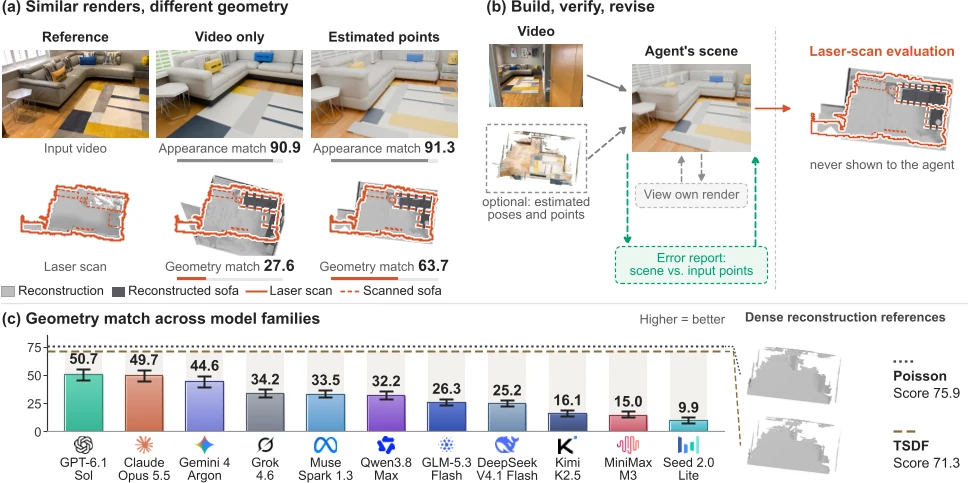 (a) Similar renders, different geometry
Reference
Video only
Estimated points
Input video
Appearance match 90.9
Appearance match 91.3
Laser scan
Geometry match 27.6
Geometry match 63.7
Reconstruction
Reconstructed sofa
Laser scan
Scanned sofa
(b) Build, verify, revise
Video
Agent's scene
Laser-scan evaluation
optional: estimated
poses and points
View own render
never shown to the agent
Error report:
scene vs. input points
(c) Geometry match across model families
Higher = better
Dense reconstruction references
75
50
25
0
50.7
49.7
44.6
34.2
33.5
32.2
26.3
25.2
16.1
15.0
9.9
GPT-6.1
Sol
Claude
Opus 5.5
Gemini 4
Argon
Grok
4.6
Muse
Spark 1.3
Qwen3.8
Max
GLM-5.3
Flash
DeepSeek
V4.1 Flash
Kimi
K2.5
MiniMax
M3
Seed 2.0
Lite
Poisson
Score 75.9
TSDF
Score 71.3